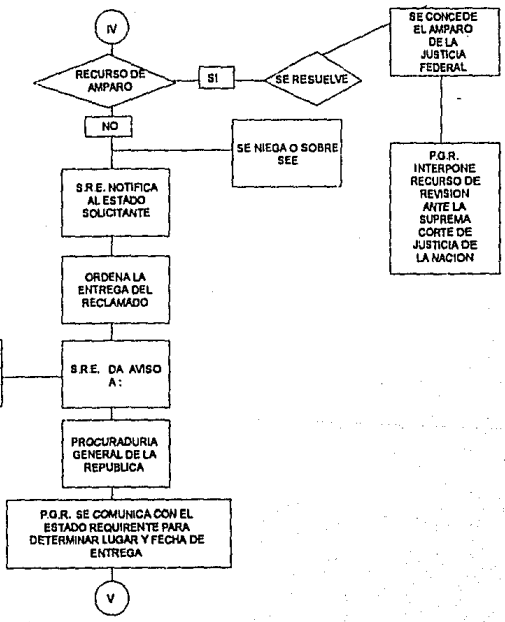 IV
RECURSO DE
AMPARO
SI
SE RESUELVE
SE CONCEDE
EL AMPARO
DE LA
JUSTICIA
FEDERAL
NO
SE NIEGA O SOBRE
SEE
P.G.R.
INTERPONE
RECURSO DE
REVISION
ANTE LA
SUPREMA
CORTE DE
JUSTICIA DE
LA NACION
S.R.E. NOTIFICA
AL ESTADO
SOLICITANTE
ORDENA LA
ENTREGA DEL
RECLAMADO
S.R.E. DA AVISO
A :
PROCURADURIA
GENERAL DE LA
REPUBLICA
P.G.R. SE COMUNICA CON EL
ESTADO REQUIRENTE PARA
DETERMINAR LUGAR Y FECHA DE
ENTREGA
V